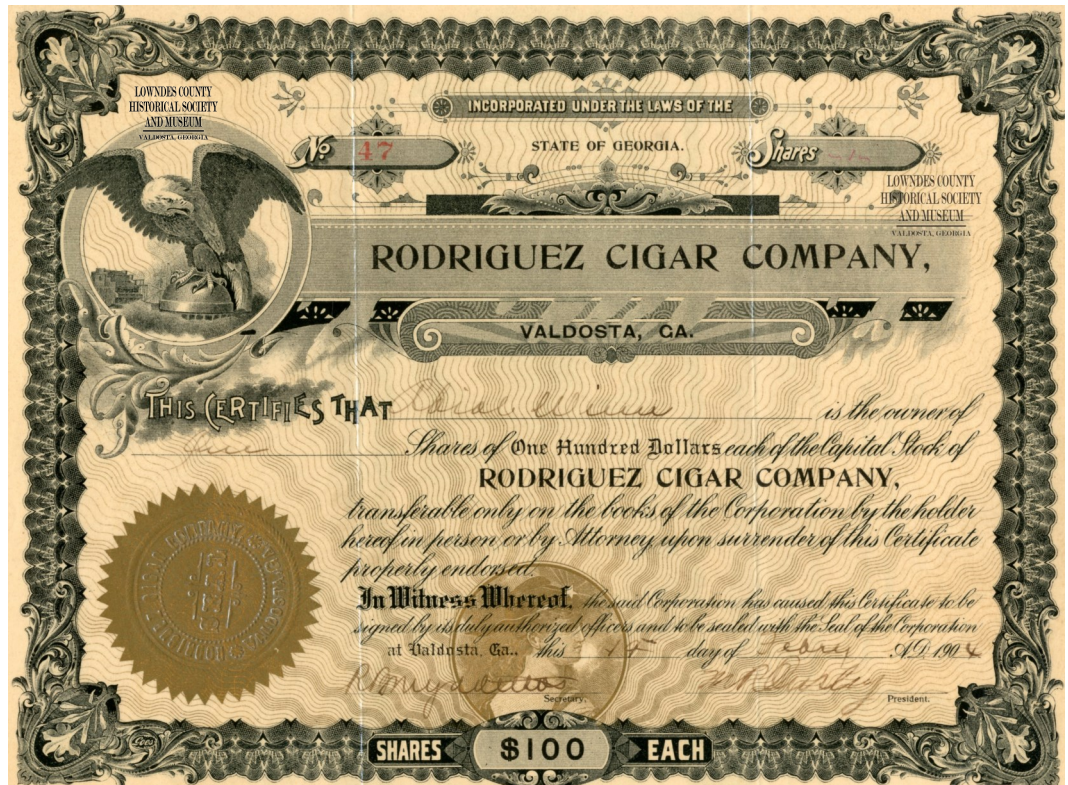 LOWNDES COUNTY
HISTORICAL SOCIETY
AND MUSEUM
VALDOSTA, GEORGIA
INCORPORATED UNDER THE LAWS OF THE
No 47
STATE OF GEORGIA.
Shares
LOWNDES COUNTY
HISTORICAL SOCIETY
AND MUSEUM
VALDOSTA, GEORGIA
RODRIGUEZ CIGAR COMPANY,
VALDOSTA, GA.
THIS CERTIFIES THAT is the owner of
Shares of One Hundred Dollars each of the Capital Stock of
RODRIGUEZ CIGAR COMPANY,
transferable only on the books of the Corporation by the holder
hereof in person or by Attorney upon surrender of this Certificate
properly endorsed.
In Witness Whereof, the said Corporation has caused this Certificate to be
signed by its duly authorized officers and to be sealed with the Seal of the Corporation
at Valdosta, Ga., this day of A.D. 1904
Secretary. President.
SHARES $100 EACH